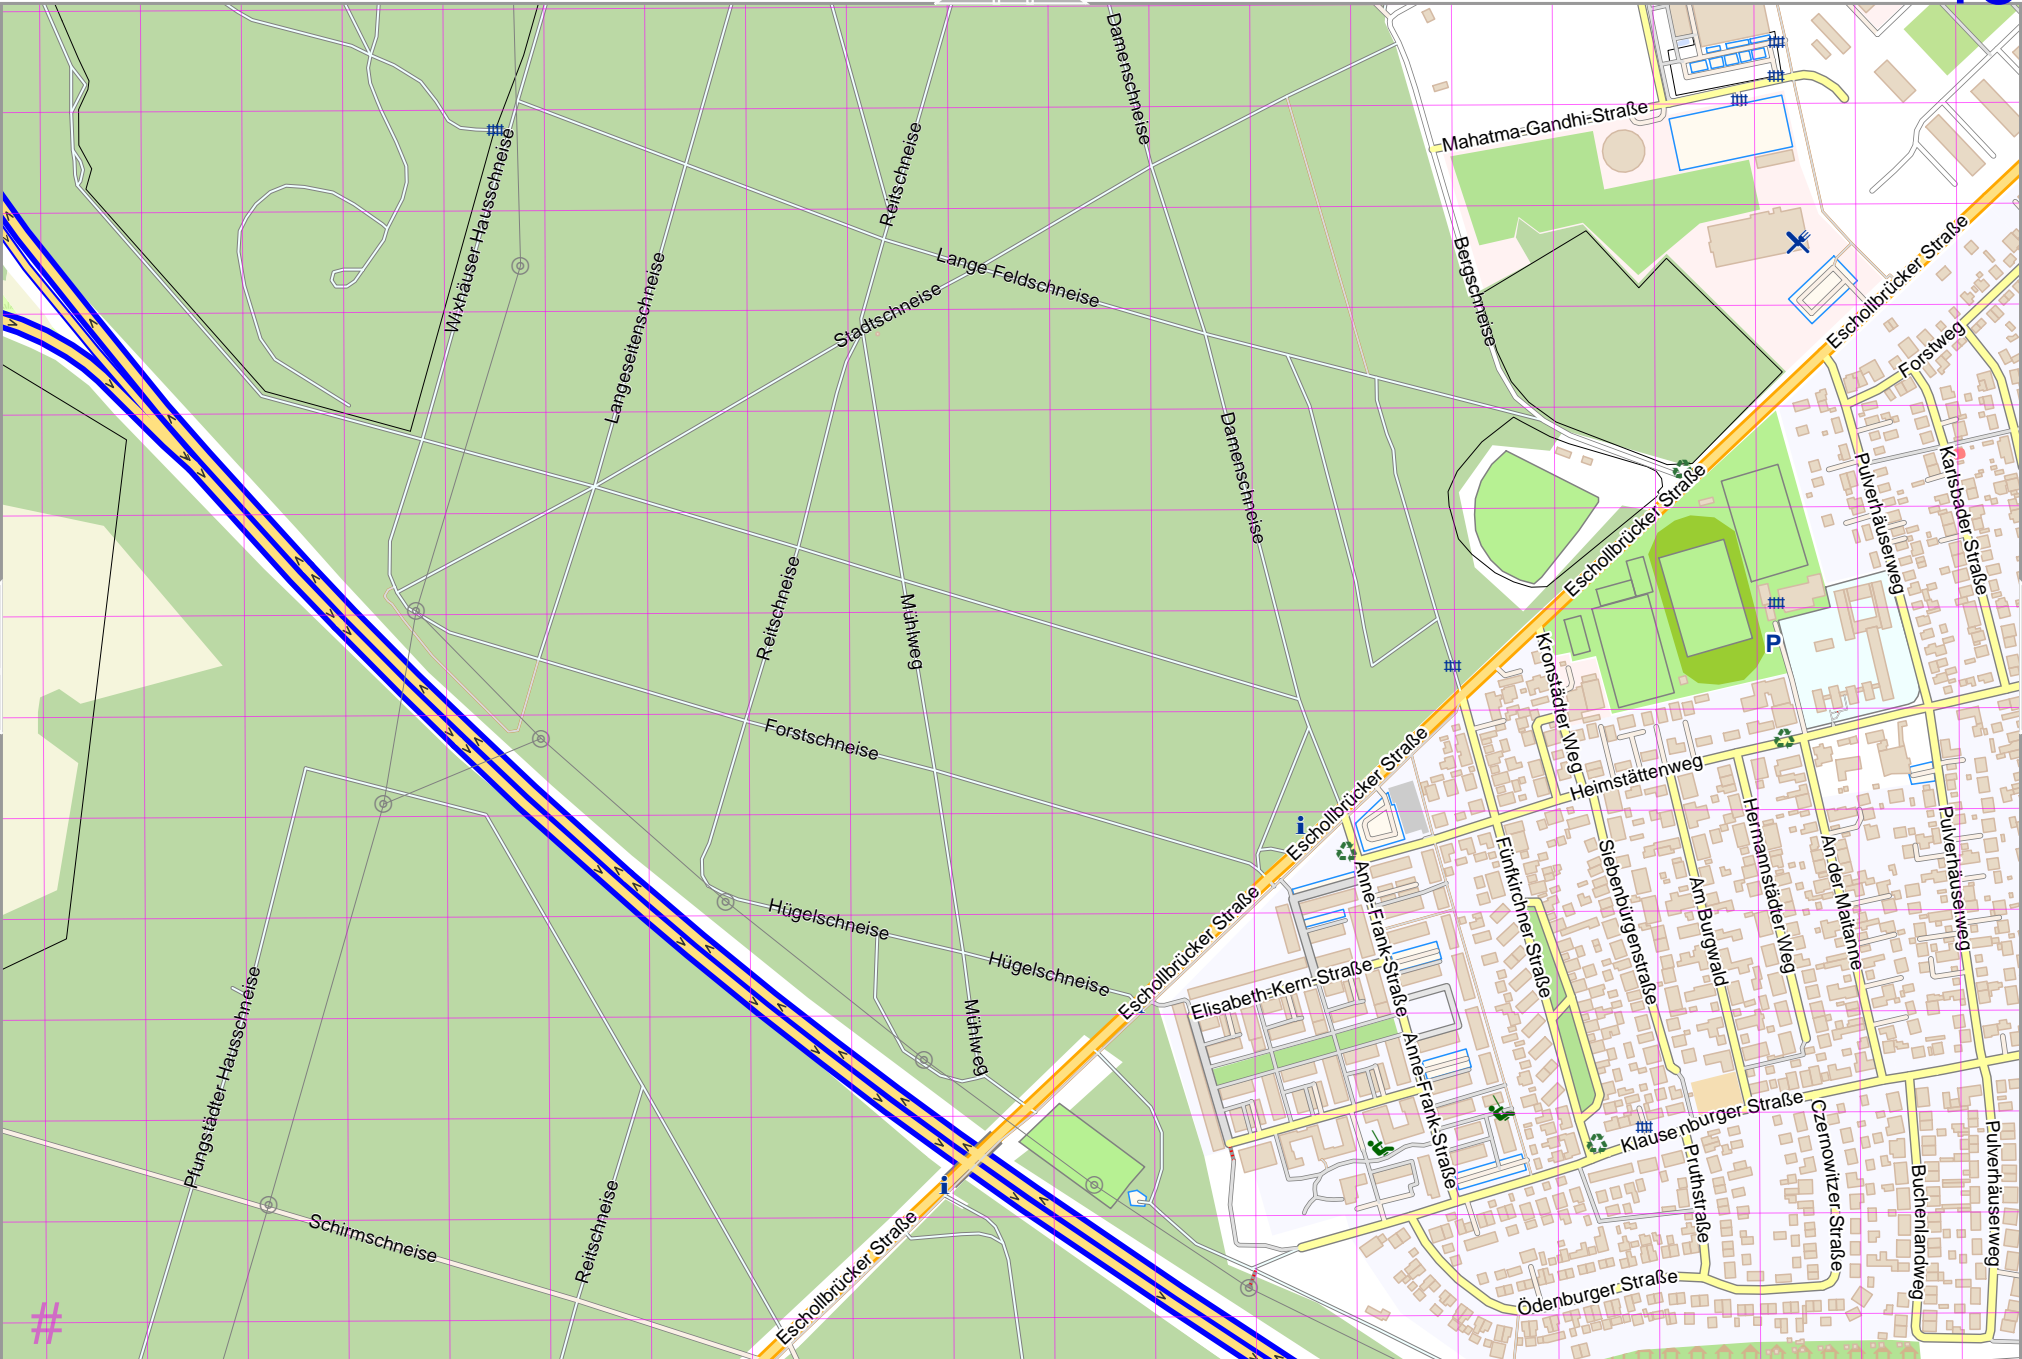 Damenschneise
Mahatma-Gandhi-Straße
Reitschneise
Wixhäuser Hausschneise
Lange Feldschneise
Stadtschneise
Langeseitenschneise
Bergschneise
Eschollbrücker Straße
Forstweg
Damenschneise
Pulverhäuserweg
Karlsbader Straße
Eschollbrücker Straße
Reitschneise
Mühlweg
P
Kronstädter Weg
Forstschneise
Heimstättenweg
Eschollbrücker Straße
i
Hermannstädter Weg
An der Maitanne
Pulverhäuserweg
Fünfkirchner Straße
Siebenbürgenstraße
Am Burgwald
Anne-Frank-Straße
Hügelschneise
Hügelschneise
Eschollbrücker Straße
Elisabeth-Kern-Straße
Pfungstädter Hausschneise
Mühlweg
Anne-Frank-Straße
Klausenburger Straße
Czernowitzer Straße
Pruthstraße
Buchenlandweg
Pulverhäuserweg
i
Schirmschneise
Reitschneise
Eschollbrücker Straße
Ödenburger Straße
#